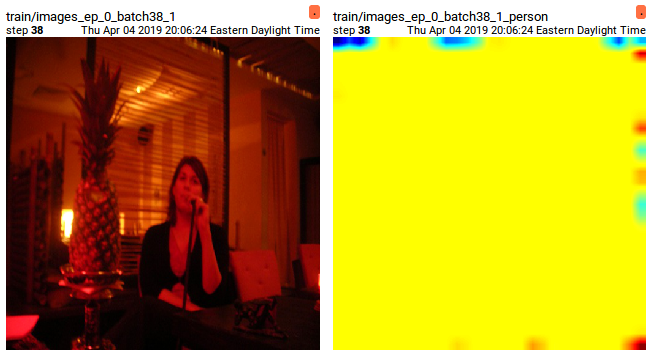 train/images_ep_0_batch38_1
step 38 Thu Apr 04 2019 20:06:24 Eastern Daylight Time
train/images_ep_0_batch38_1_person
step 38 Thu Apr 04 2019 20:06:24 Eastern Daylight Time